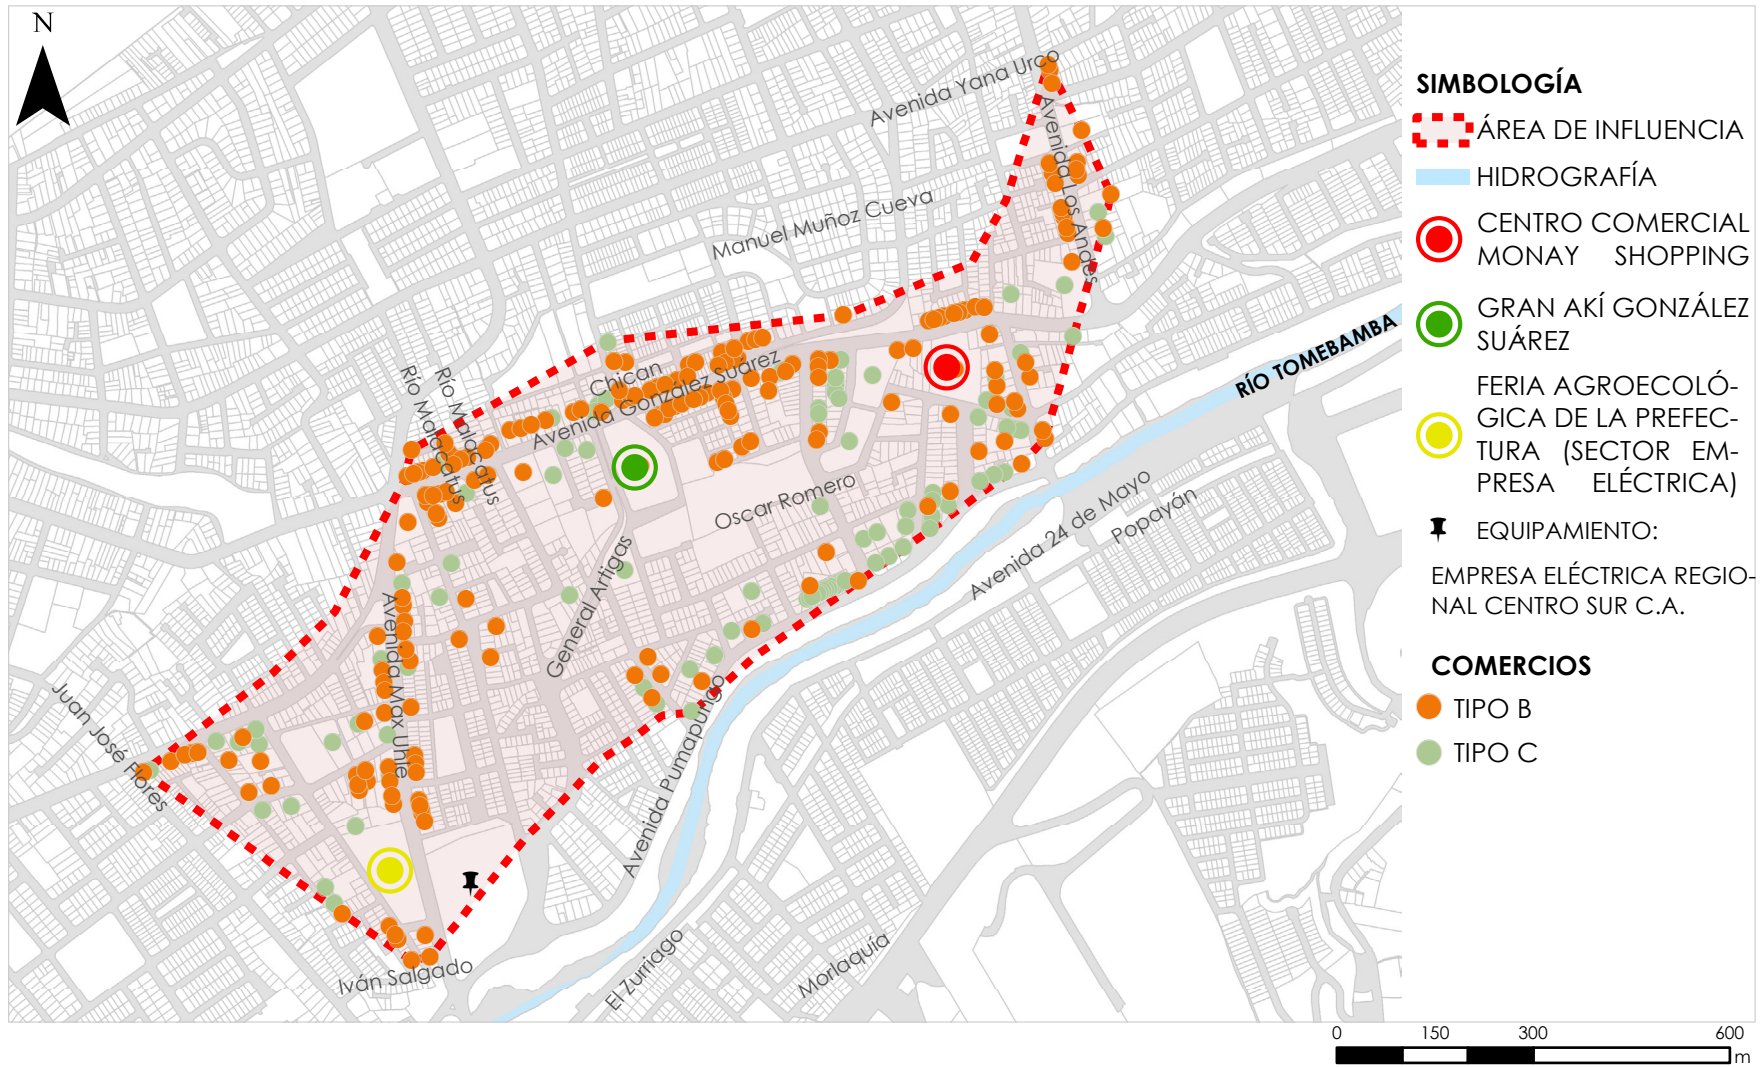 N
Avenida Yana Urco
Avenida Los Andes
Manuel Muñoz Cueva
Chican
Avenida González Suárez
Río Malacatus
Río Malacatus
RÍO TOMEBAMBA
Oscar Romero
Avenida 24 de Mayo
Popayán
General Artigas
Avenida Max Uhle
Juan José Flores
Avenida Pumapungo
Iván Salgado
El Zurriago
Morlaquía
SIMBOLOGÍA
ÁREA DE INFLUENCIA
HIDROGRAFÍA
CENTRO COMERCIAL
MONAY SHOPPING
GRAN AKÍ GONZÁLEZ
SUÁREZ
FERIA AGROECOLÓ-
GICA DE LA PREFEC-
TURA (SECTOR EM-
PRESA ELÉCTRICA)
EQUIPAMIENTO:
EMPRESA ELÉCTRICA REGIO-
NAL CENTRO SUR C.A.
COMERCIOS
TIPO B
TIPO C
0 150 300 600
m